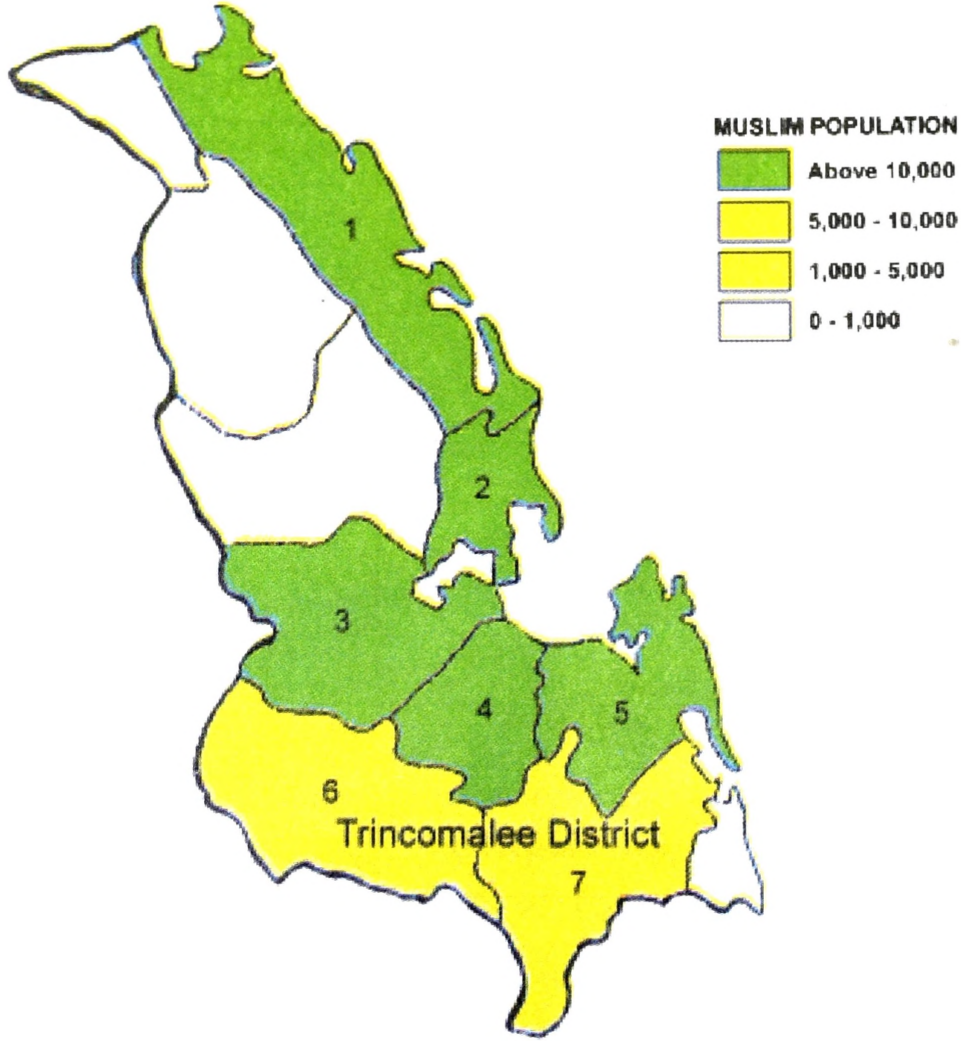 MUSLIM POPULATION
Above 10,000
5,000 - 10,000
1,000 - 5,000
0 - 1,000
1
2
3
4
5
6
Trincomalee District
7